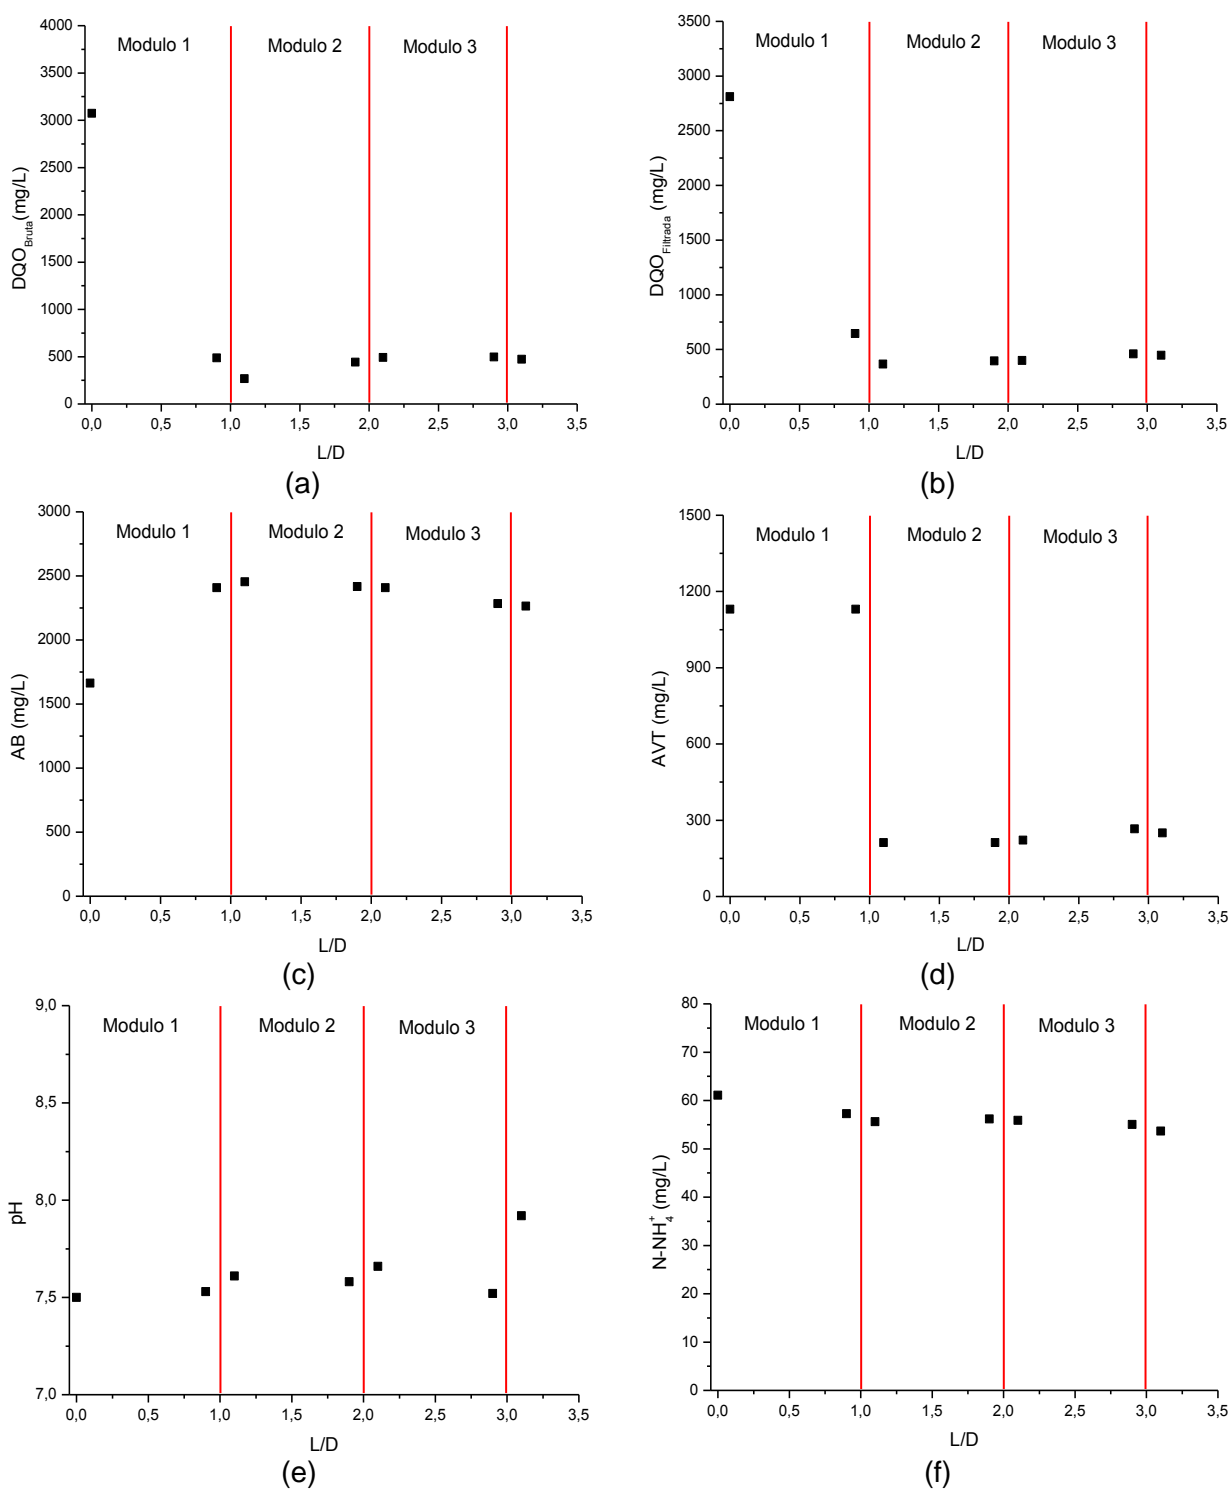 4000
3500
3000
2500
2000
1500
1000
500
0
DQO_Bruta (mg/L)
Modulo 1 Modulo 2 Modulo 3
0,0 0,5 1,0 1,5 2,0 2,5 3,0 3,5
L/D
(a)
3500
3000
2500
2000
1500
1000
500
0
DQO_Filtrada (mg/L)
Modulo 1 Modulo 2 Modulo 3
0,0 0,5 1,0 1,5 2,0 2,5 3,0 3,5
L/D
(b)
3000
2500
2000
1500
1000
500
0
AB (mg/L)
Modulo 1 Modulo 2 Modulo 3
0,0 0,5 1,0 1,5 2,0 2,5 3,0 3,5
L/D
(c)
1500
1200
900
600
300
0
AVT (mg/L)
Modulo 1 Modulo 2 Modulo 3
0,0 0,5 1,0 1,5 2,0 2,5 3,0 3,5
L/D
(d)
9,0
8,5
8,0
7,5
7,0
pH
Modulo 1 Modulo 2 Modulo 3
0,0 0,5 1,0 1,5 2,0 2,5 3,0 3,5
L/D
(e)
80
70
60
50
40
30
20
10
0
N-NH₄⁺ (mg/L)
Modulo 1 Modulo 2 Modulo 3
0,0 0,5 1,0 1,5 2,0 2,5 3,0 3,5
L/D
(f)